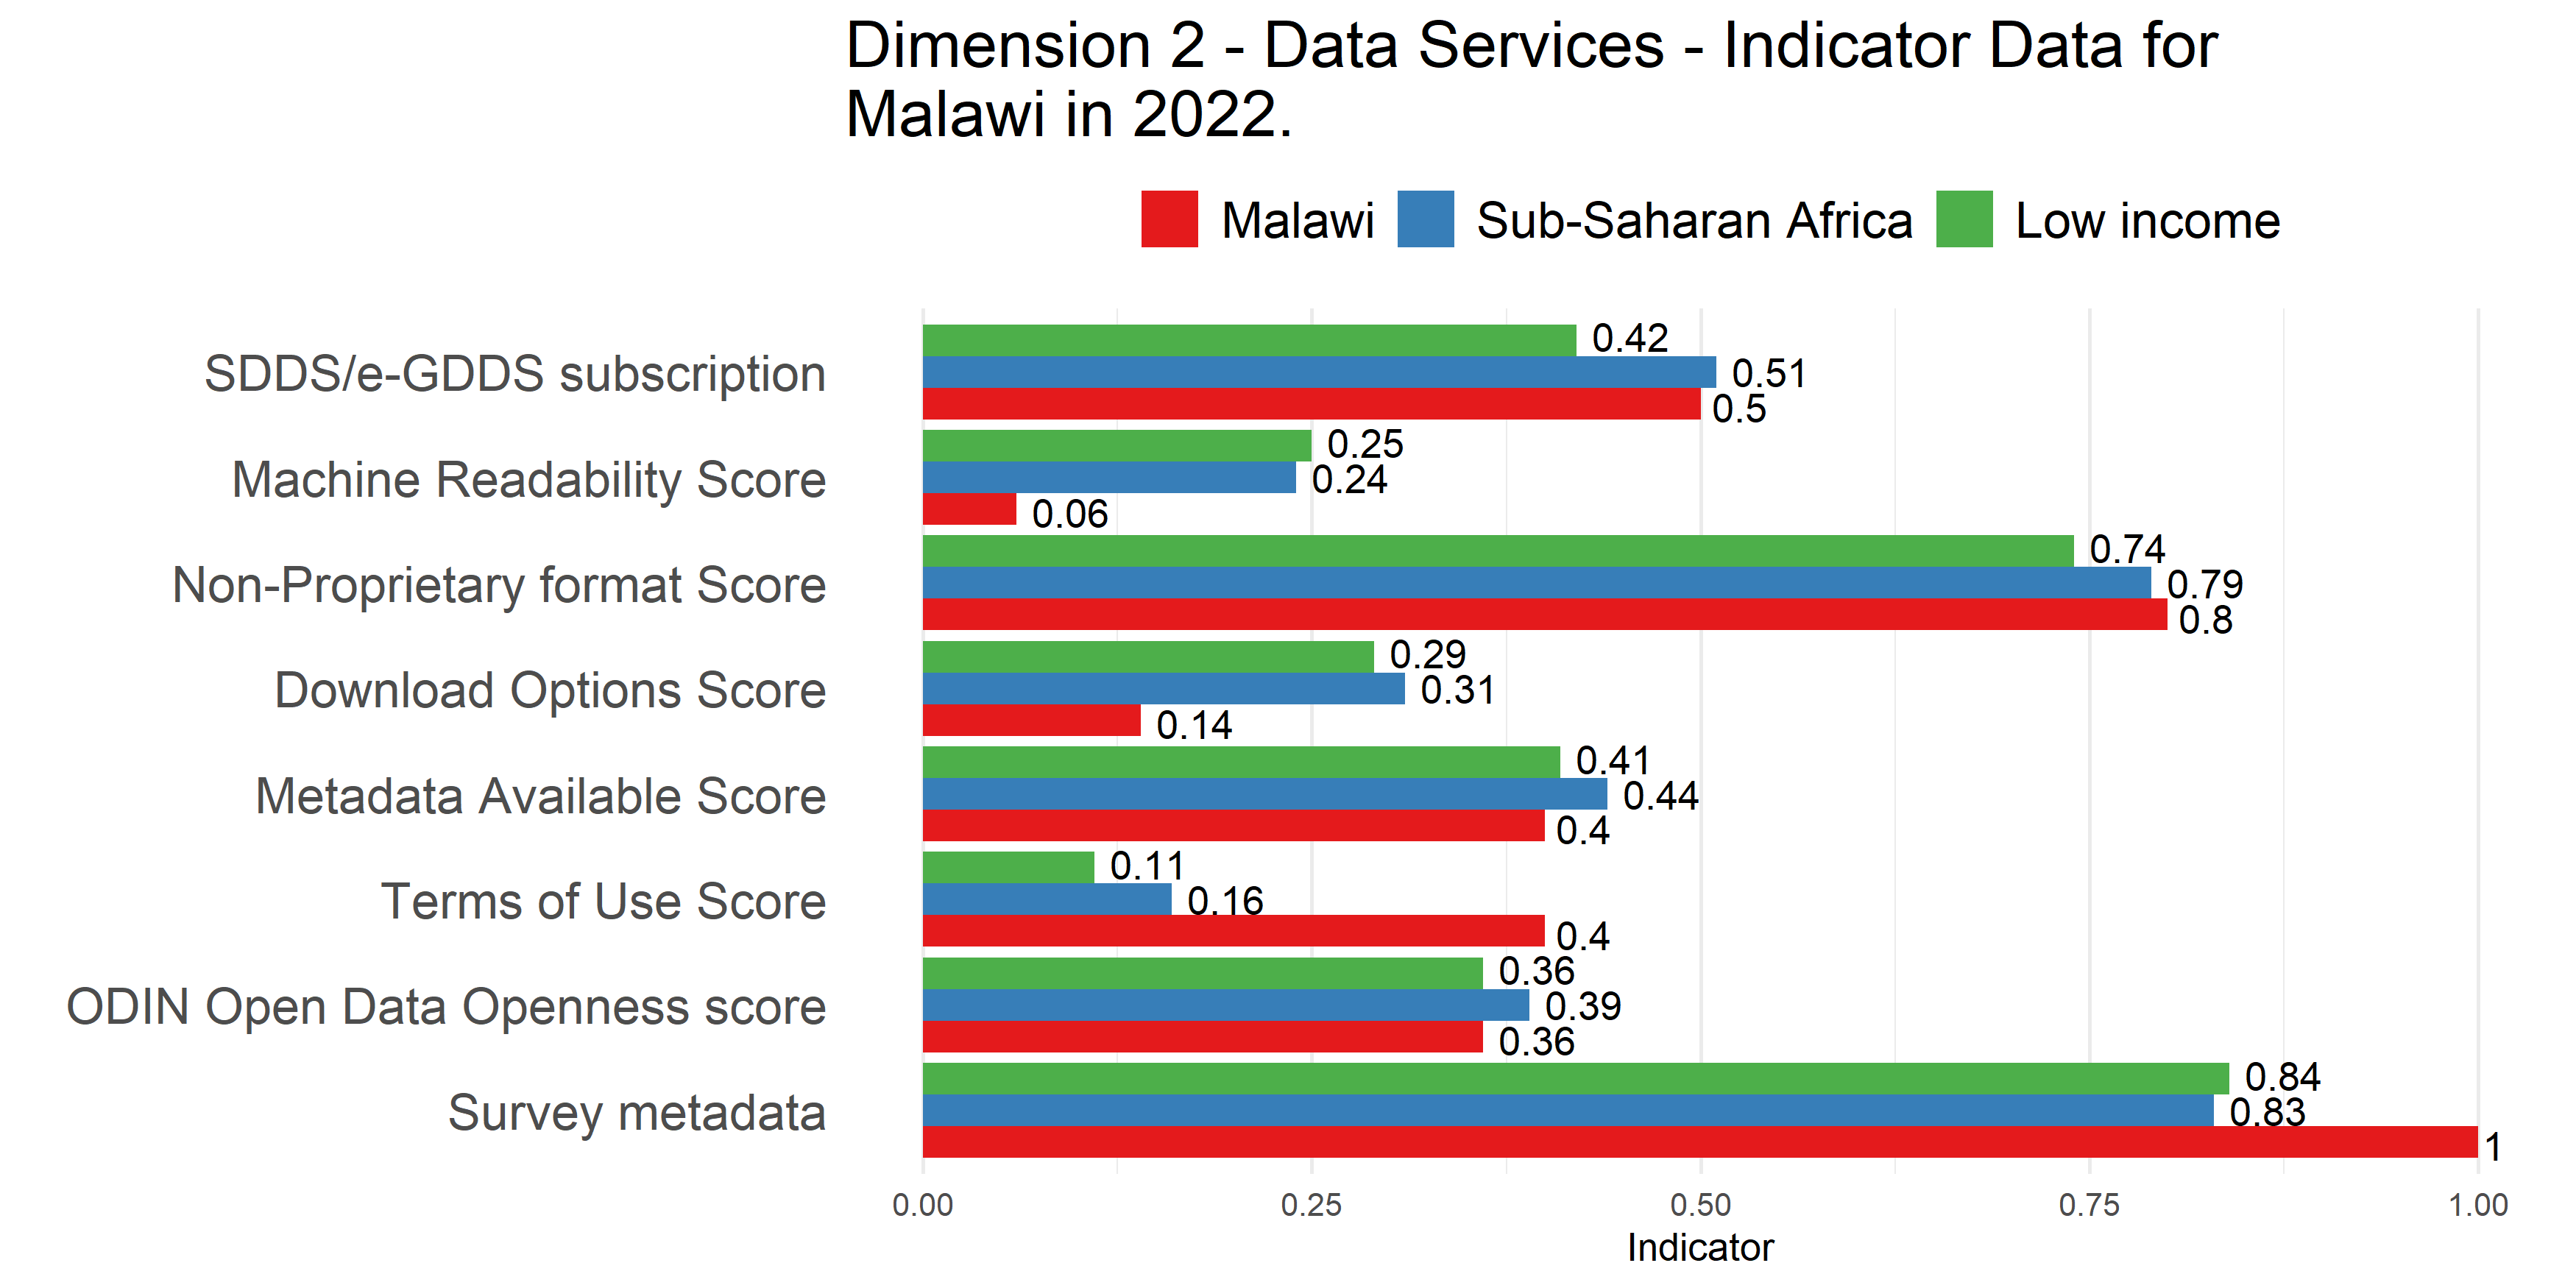 Dimension 2 - Data Services - Indicator Data for
Malawi in 2022.
Malawi Sub-Saharan Africa Low income
SDDS/e-GDDS subscription
0.42
0.51
0.5
Machine Readability Score
0.25
0.24
0.06
Non-Proprietary format Score
0.74
0.79
0.8
Download Options Score
0.29
0.31
0.14
Metadata Available Score
0.41
0.44
0.4
Terms of Use Score
0.11
0.16
0.4
ODIN Open Data Openness score
0.36
0.39
0.36
Survey metadata
0.84
0.83
1
0.00 0.25 0.50 0.75 1.00
Indicator